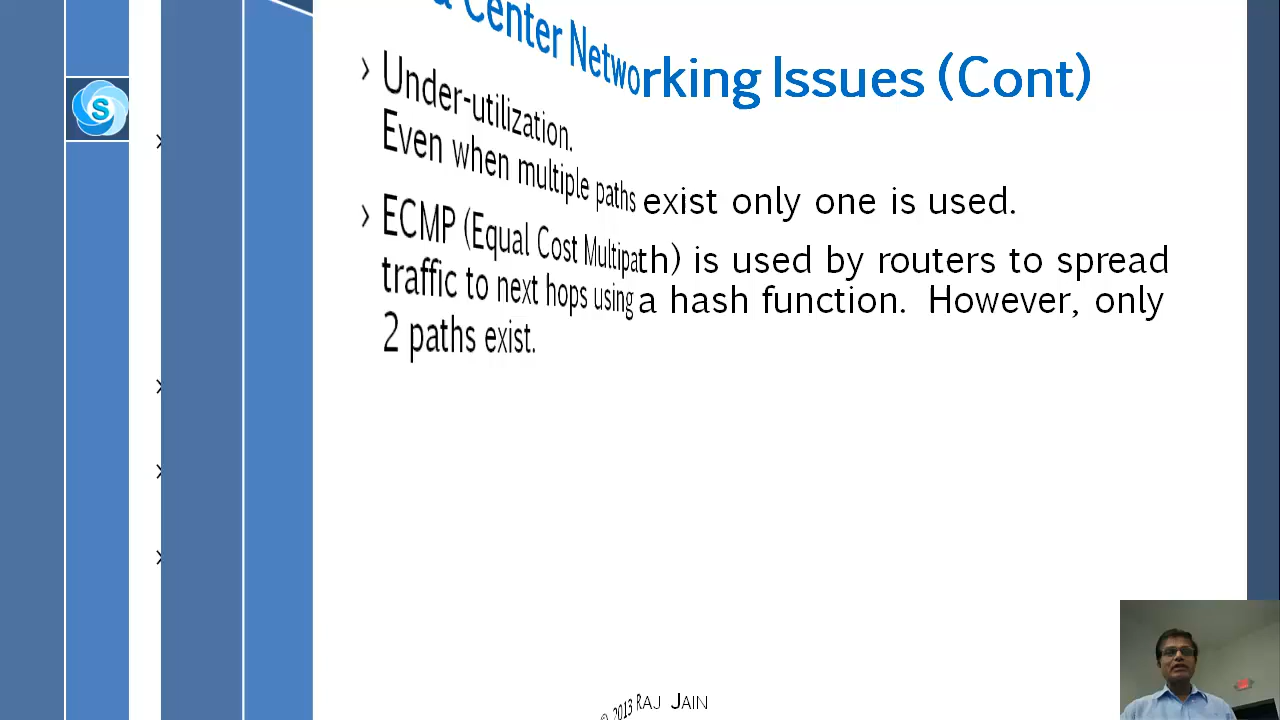 Center Networking Issues (Cont)
› Under-utilization.
Even when multiple paths exist only one is used.
› ECMP (Equal Cost Multipath) is used by routers to spread
traffic to next hops using a hash function. However, only
2 paths exist.
S
© 2013 RAJ JAIN